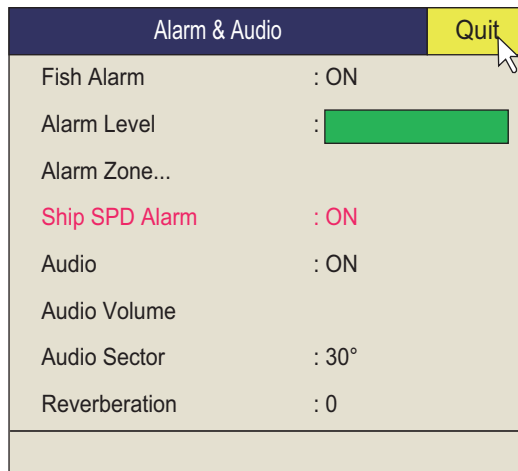 Alarm & Audio Quit
Fish Alarm : ON
Alarm Level :
Alarm Zone...
Ship SPD Alarm : ON
Audio : ON
Audio Volume
Audio Sector : 30°
Reverberation : 0